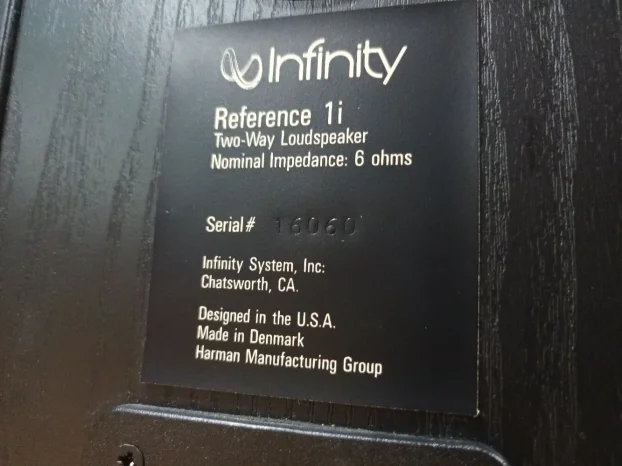 Infinity
Reference 1i
Two-Way Loudspeaker
Nominal Impedance: 6 ohms
Serial# 16060
Infinity System, Inc:
Chatsworth, CA.
Designed in the U.S.A.
Made in Denmark
Harman Manufacturing Group